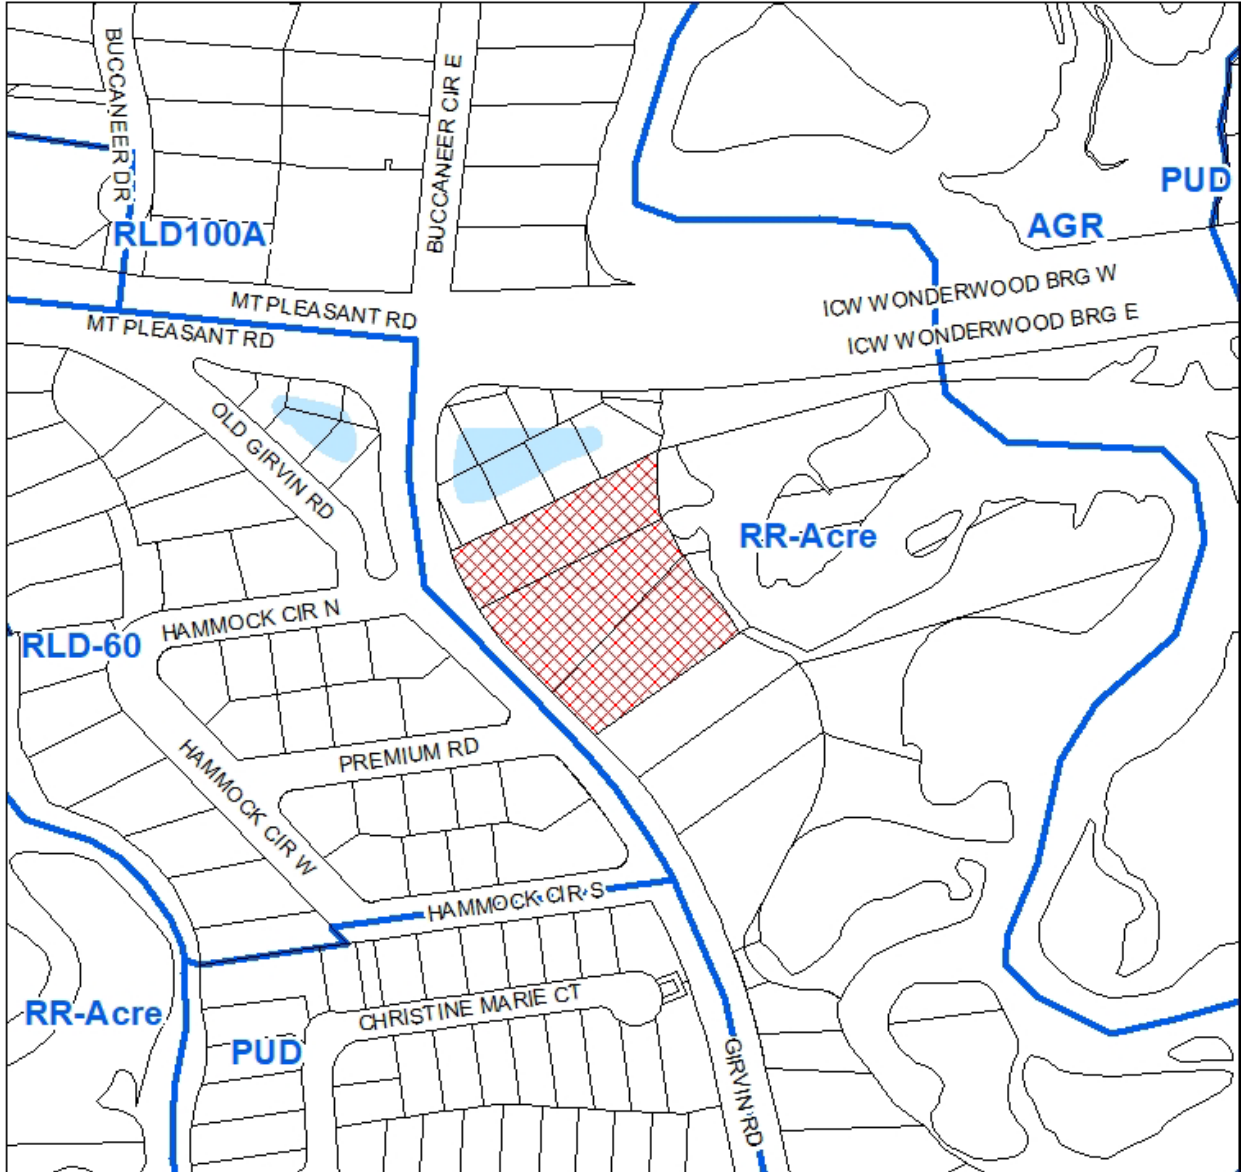 BUCCANEER DR
BUCCANEER CIR E
PUD
AGR
RLD100A
ICW WONDERWOOD BRG W
ICW WONDERWOOD BRG E
MT PLEASANT RD
MT PLEASANT RD
OLD GIRVIN RD
RR-Acre
HAMMOCK CIR N
RLD-60
PREMIUM RD
HAMMOCK CIR W
HAMMOCK CIR S
CHRISTINE MARIE CT
RR-Acre
PUD
GIRVIN RD